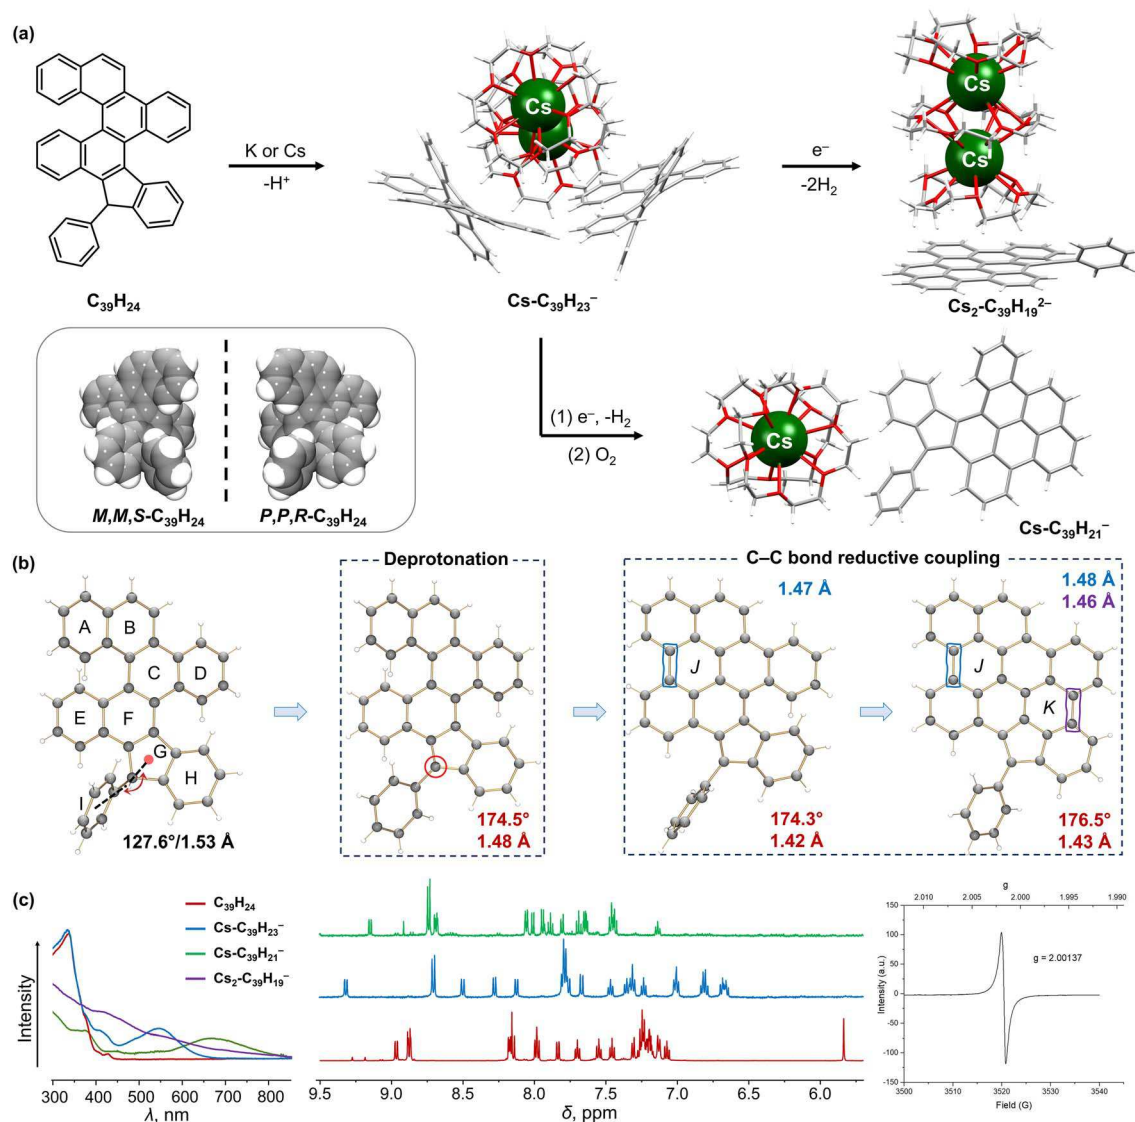 (a)
K or Cs
-H⁺
e⁻
-2H₂
Cs
Cs
Cs
C₃₉H₂₄
Cs-C₃₉H₂₃⁻
Cs₂-C₃₉H₁₉²⁻
M,M,S-C₃₉H₂₄
P,P,R-C₃₉H₂₄
(1) e⁻, -H₂
(2) O₂
Cs
Cs-C₃₉H₂₁⁻
(b)
Deprotonation
C–C bond reductive coupling
A
B
C
D
E
F
G
H
I
127.6°/1.53 Å
174.5°
1.48 Å
1.47 Å
J
174.3°
1.42 Å
1.48 Å
1.46 Å
J
K
176.5°
1.43 Å
(c)
C₃₉H₂₄
Cs-C₃₉H₂₃⁻
Cs-C₃₉H₂₁⁻
Cs₂-C₃₉H₁₉⁻
Intensity
300 400 500 600 700 800
λ, nm
9.5 9.0 8.5 8.0 7.5 7.0 6.5 6.0
δ, ppm
g
2.010 2.005 2.000 1.995 1.990
150
100
50
0
-50
-100
-150
Intensity (a.u.)
g = 2.00137
3500 3510 3520 3530 3540
Field (G)